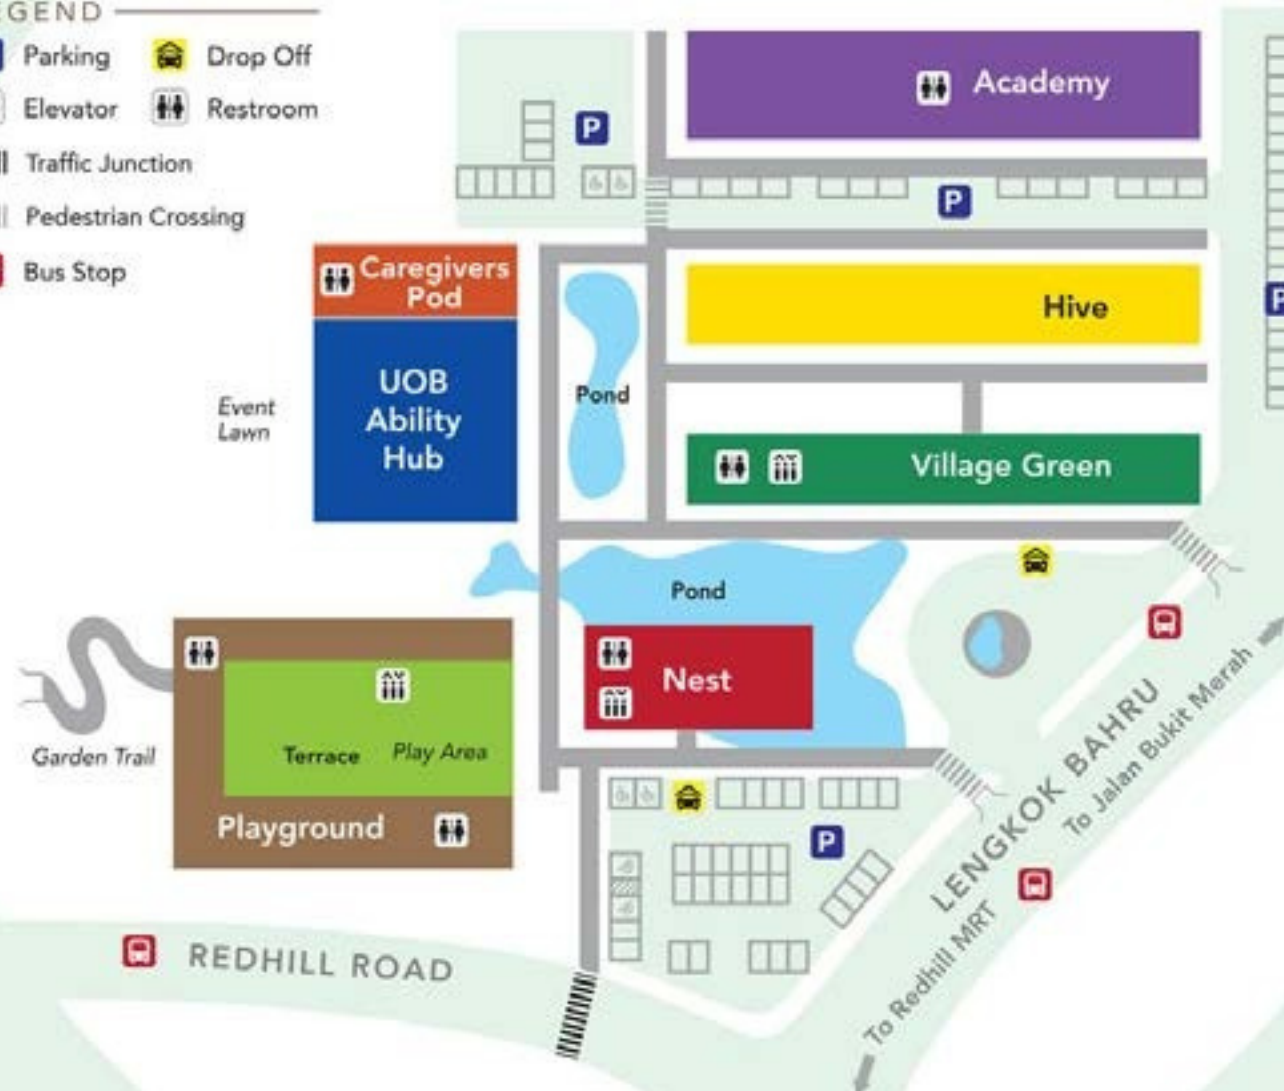 GEND
Parking
Drop Off
Elevator
Restroom
Traffic Junction
Pedestrian Crossing
Bus Stop
P
Academy
P
Caregivers
Pod
Hive
P
UOB
Ability
Hub
Event
Lawn
Pond
Village Green
Pond
Nest
Garden Trail
Terrace
Play Area
Playground
P
LENGKOK BAHRU
To Jalan Bukit Merah
To Redhill MRT
REDHILL ROAD